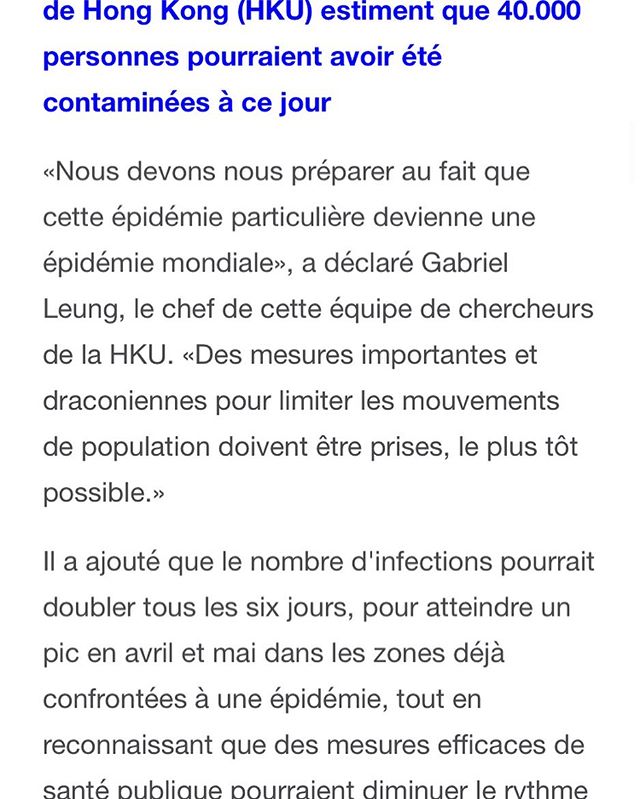 de Hong Kong (HKU) estiment que 40.000
personnes pourraient avoir été
contaminées à ce jour
«Nous devons nous préparer au fait que
cette épidémie particulière devienne une
épidémie mondiale», a déclaré Gabriel
Leung, le chef de cette équipe de chercheurs
de la HKU. «Des mesures importantes et
draconiennes pour limiter les mouvements
de population doivent être prises, le plus tôt
possible.»
Il a ajouté que le nombre d'infections pourrait
doubler tous les six jours, pour atteindre un
pic en avril et mai dans les zones déjà
confrontées à une épidémie, tout en
reconnaissant que des mesures efficaces de
santé publique pourraient diminuer le rythme